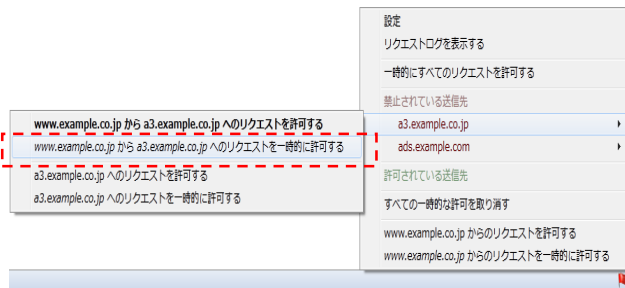 設定
リクエストログを表示する
一時的にすべてのリクエストを許可する
禁止されている送信先
a3.example.co.jp
ads.example.com
許可されている送信先
すべての一時的な許可を取り消す
www.example.co.jp からのリクエストを許可する
www.example.co.jp からのリクエストを一時的に許可する
www.example.co.jp から a3.example.co.jp へのリクエストを許可する
www.example.co.jp から a3.example.co.jp へのリクエストを一時的に許可する
a3.example.co.jp へのリクエストを許可する
a3.example.co.jp へのリクエストを一時的に許可する